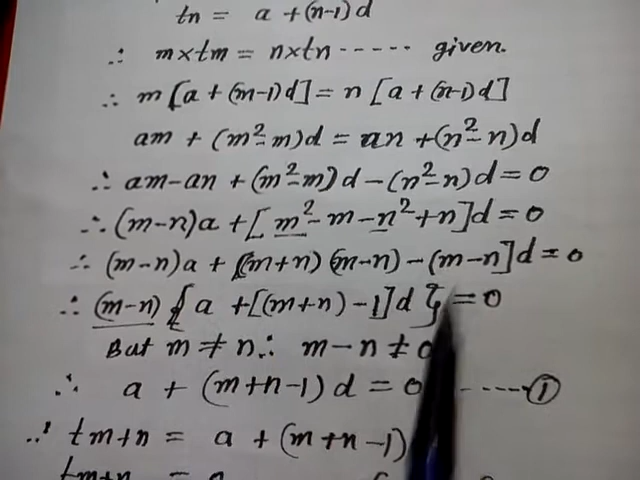 tn = a + (n-1) d
∴ m×tm = n×tn ----- given.
∴ m [a + (m-1)d] = n [a + (n-1)d]
am + (m²-m)d = an + (n²-n)d
∴ am-an + (m²-m)d - (n²-n)d = 0
∴ (m-n)a + [m²-m-n²+n]d = 0
∴ (m-n)a + [(m+n) (m-n) - (m-n]d = 0
∴ (m-n) { a + [(m+n)-1]d } = 0
But m ≠ n ∴ m-n ≠ 0
∴ a + (m+n-1) d = 0 ----- ①
∴ tm+n = a + (m+n-1)
tm+n =